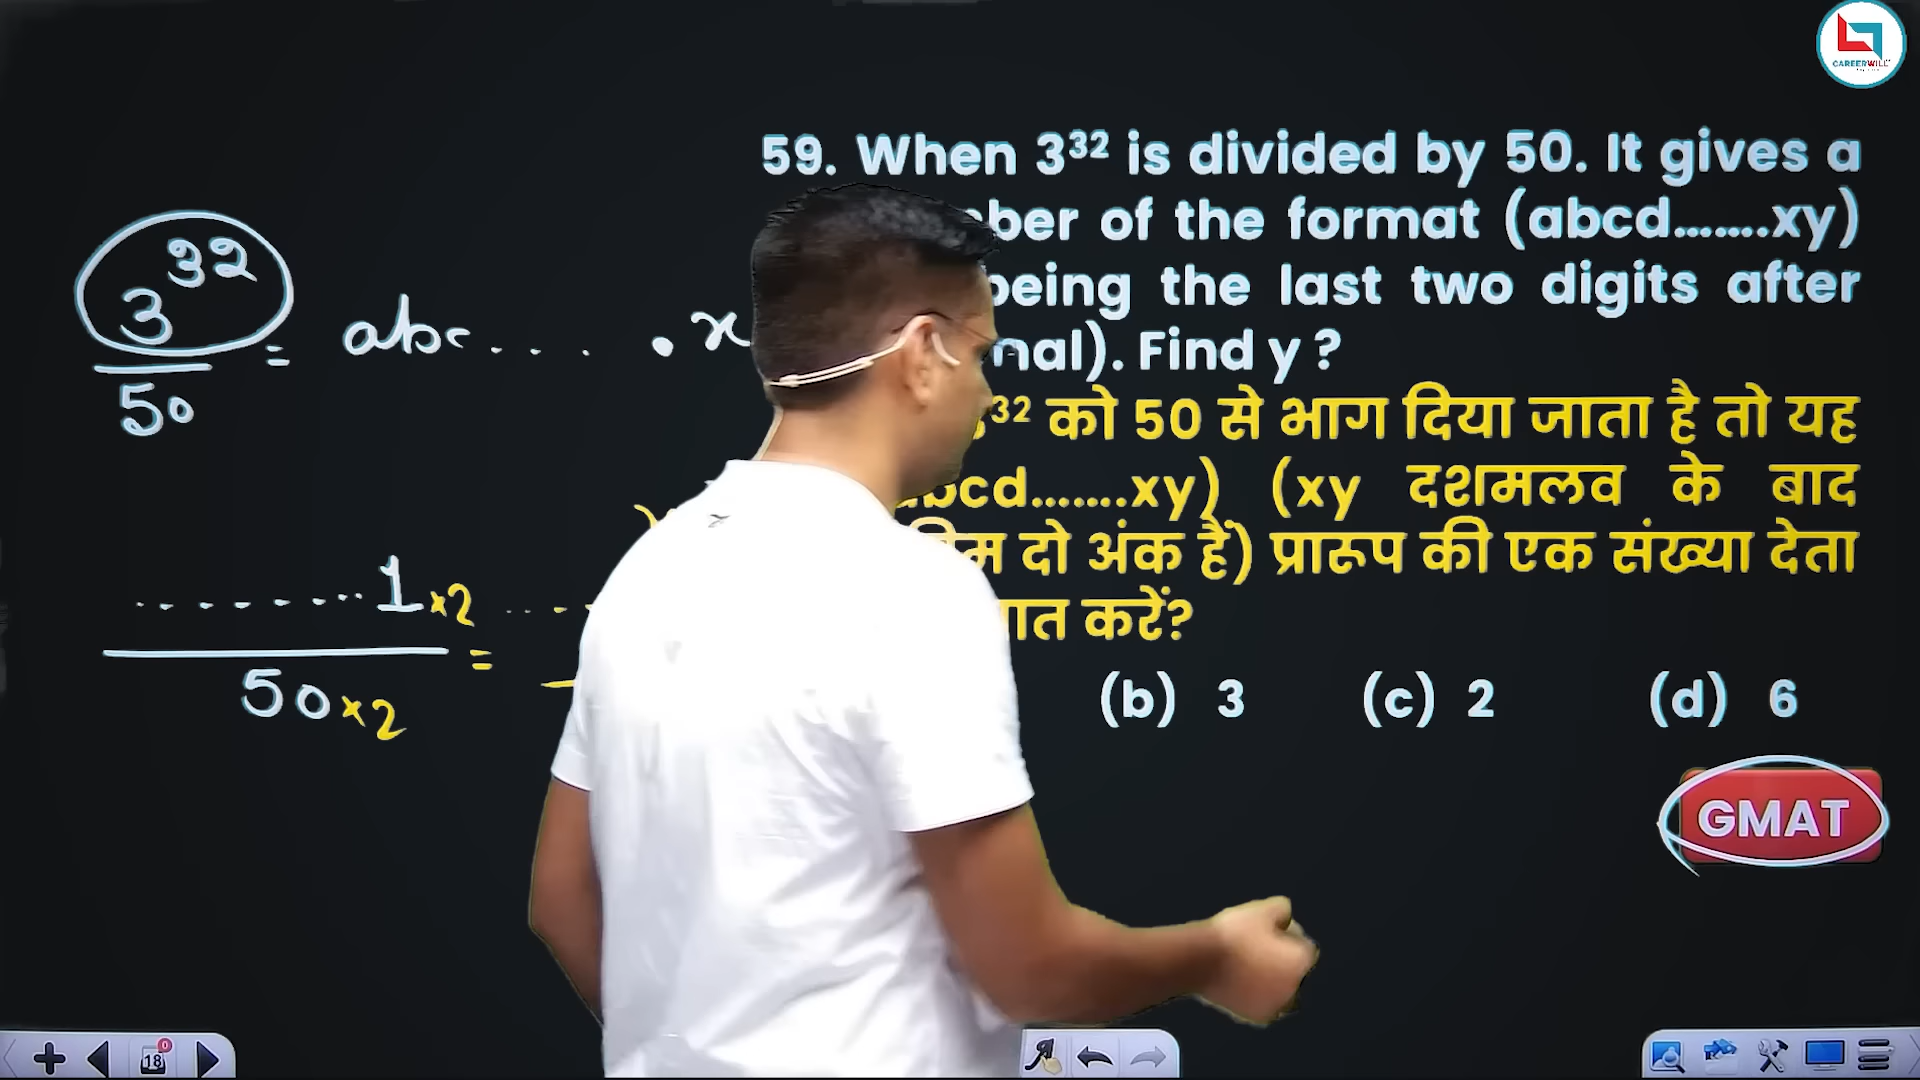 CAREERWILL
59. When 3³² is divided by 50. It gives a
ber of the format (abcd.......xy)
being the last two digits after
nal). Find y ?
³² को 50 से भाग दिया जाता है तो यह
bcd.......xy) (xy दशमलव के बाद
दो अंक हैं) प्रारूप की एक संख्या देता
करें?
(b) 3 (c) 2 (d) 6
GMAT
3³²
50
= abc.... . x
........1×2
50×2
= ....
18
0